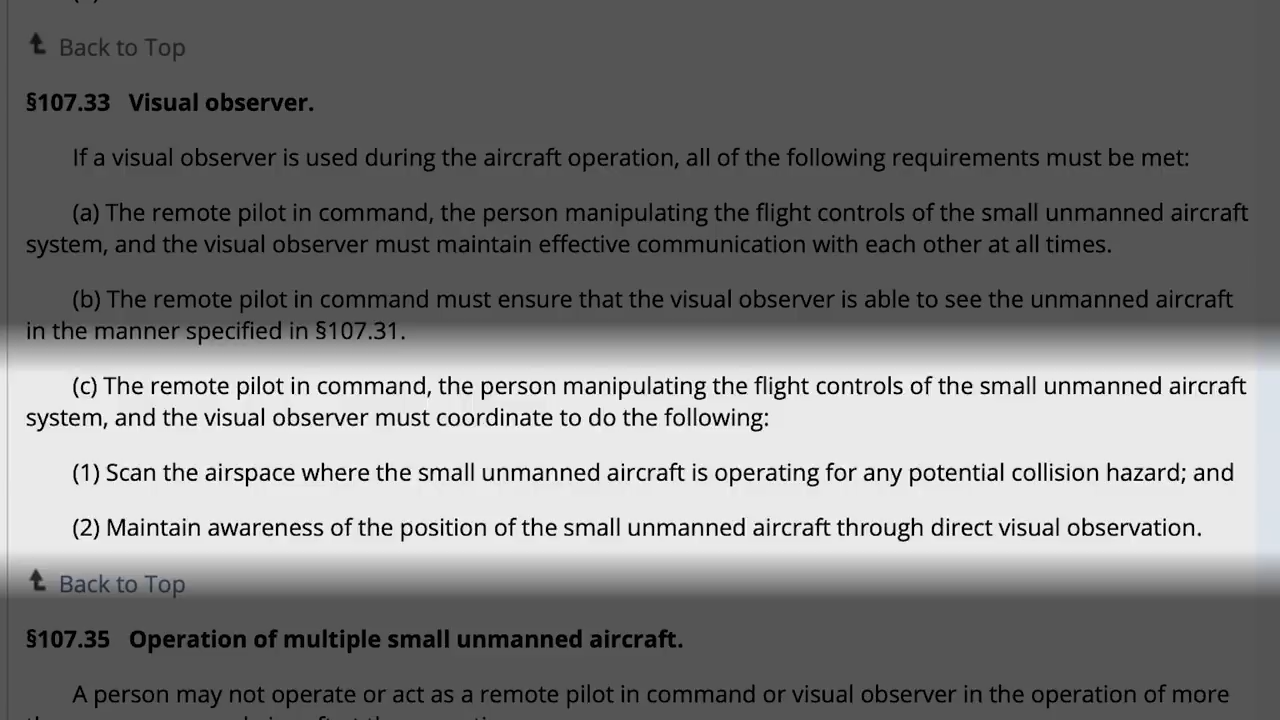 Back to Top
§107.33 Visual observer.
If a visual observer is used during the aircraft operation, all of the following requirements must be met:
(a) The remote pilot in command, the person manipulating the flight controls of the small unmanned aircraft
system, and the visual observer must maintain effective communication with each other at all times.
(b) The remote pilot in command must ensure that the visual observer is able to see the unmanned aircraft
in the manner specified in §107.31.
(c) The remote pilot in command, the person manipulating the flight controls of the small unmanned aircraft
system, and the visual observer must coordinate to do the following:
(1) Scan the airspace where the small unmanned aircraft is operating for any potential collision hazard; and
(2) Maintain awareness of the position of the small unmanned aircraft through direct visual observation.
Back to Top
§107.35 Operation of multiple small unmanned aircraft.
A person may not operate or act as a remote pilot in command or visual observer in the operation of more